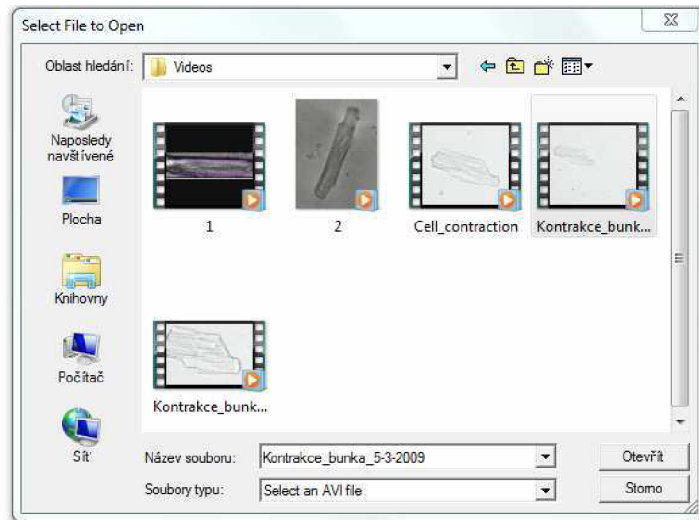 Select File to Open
Oblast hledání:
Videos
Naposledy
navštívené
Plocha
Knihovny
Počítač
Síť
1
2
Cell_contraction
Kontrakce_bunk...
Kontrakce_bunk...
Název souboru:
Kontrakce_bunka_5-3-2009
Otevřít
Soubory typu:
Select an AVI file
Storno